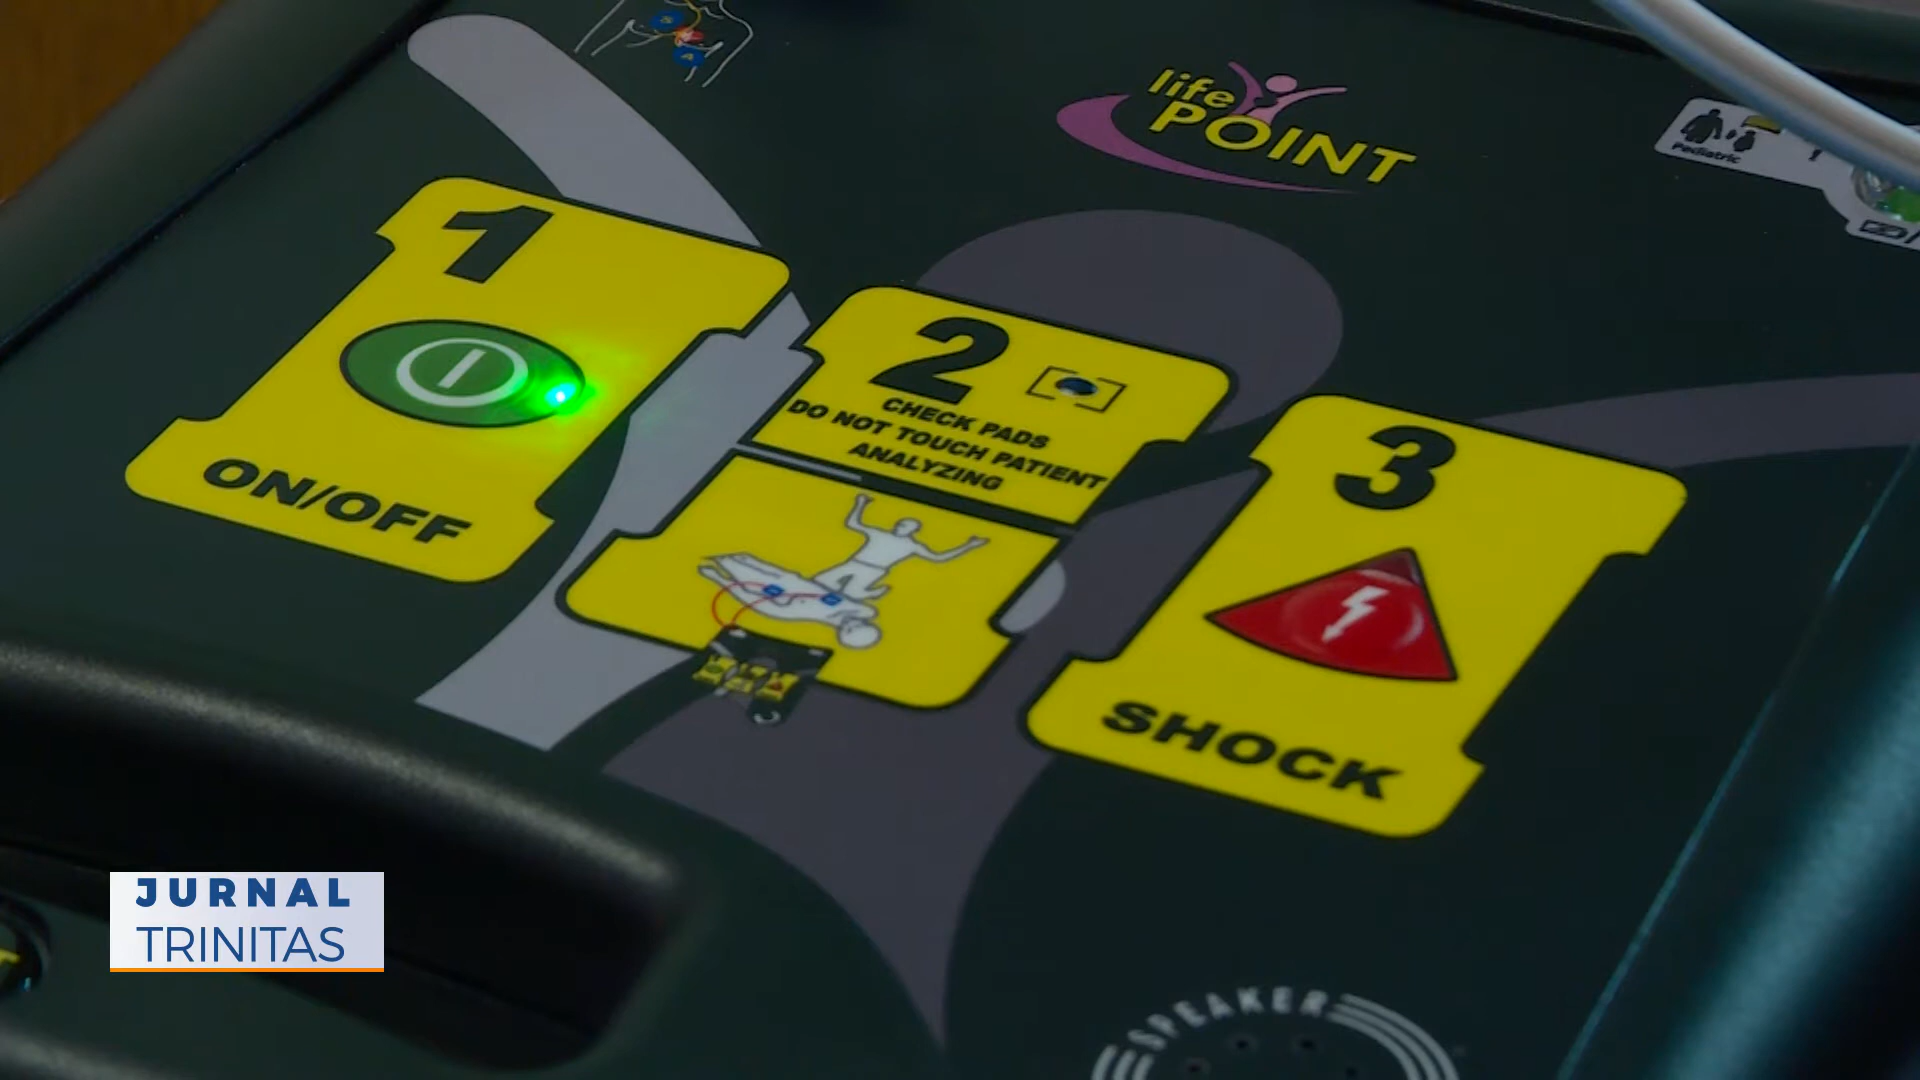 life
POINT
Pediatric
1
ON/OFF
2
CHECK PADS
DO NOT TOUCH PATIENT
ANALYZING
3
SHOCK
SPEAKER
JURNAL
TRINITAS